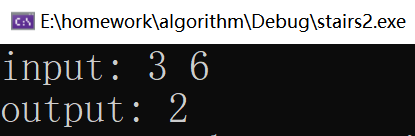 E:\homework\algorithm\Debug\stairs2.exe
input: 3 6
output: 2